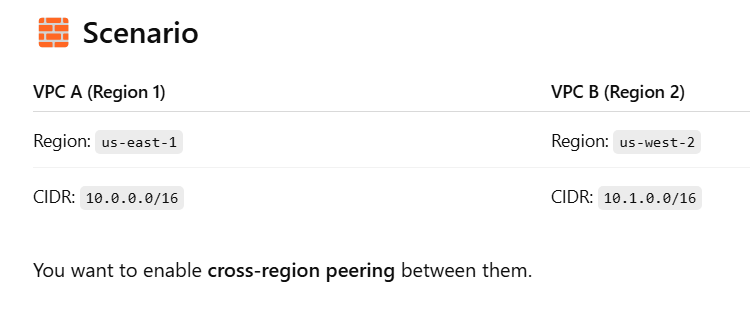 Scenario
VPC A (Region 1) VPC B (Region 2)
Region: us-east-1 Region: us-west-2
CIDR: 10.0.0.0/16 CIDR: 10.1.0.0/16
You want to enable cross-region peering between them.